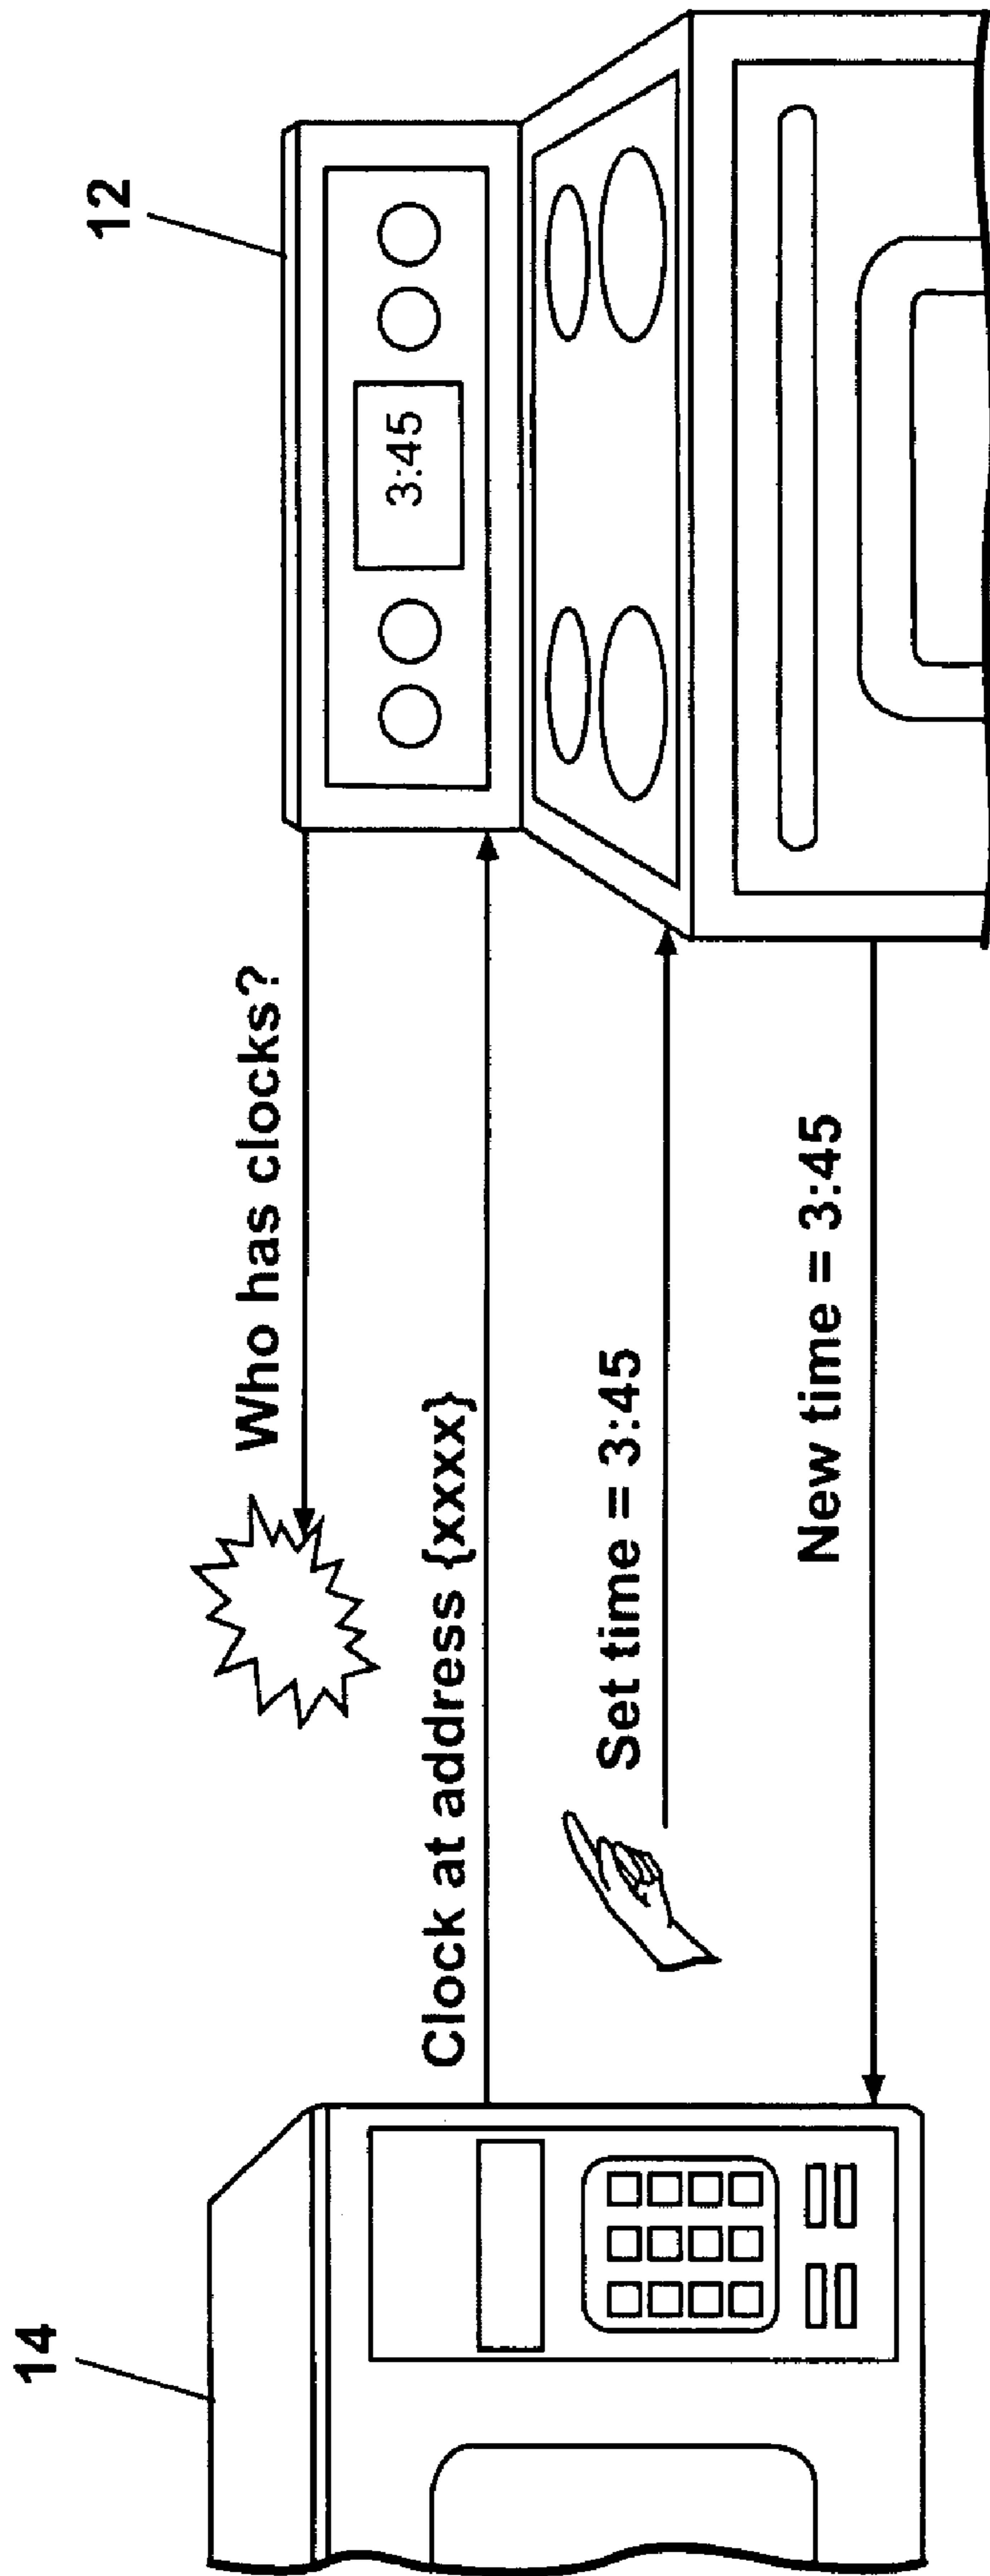 14
12
Who has clocks?
Clock at address {xxxx}
3:45
Set time = 3:45
New time = 3:45